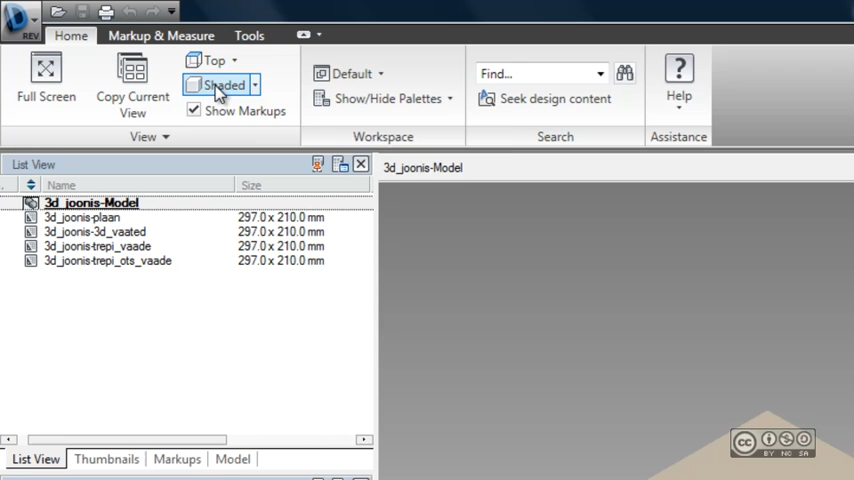 REV
Home Markup & Measure Tools
Full Screen
Copy Current
View
Top
Shaded
Show Markups
View
Default
Show/Hide Palettes
Workspace
Find...
Seek design content
Search
Help
Assistance
List View
Name Size
3d_joonis-Model
3d_joonis-plaan 297.0 x 210.0 mm
3d_joonis-3d_vaated 297.0 x 210.0 mm
3d_joonis-trepi_vaade 297.0 x 210.0 mm
3d_joonis-trepi_ots_vaade 297.0 x 210.0 mm
List View Thumbnails Markups Model
3d_joonis-Model
cc
BY NC SA